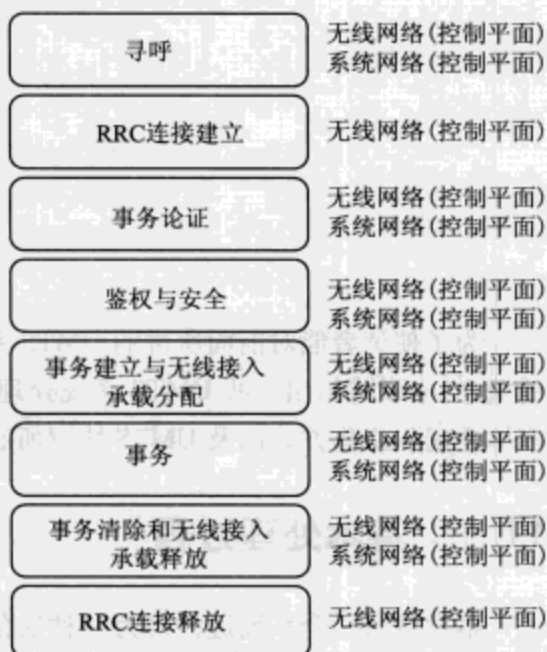 寻呼
无线网络(控制平面)
系统网络(控制平面)
RRC连接建立
无线网络(控制平面)
事务论证
无线网络(控制平面)
系统网络(控制平面)
鉴权与安全
无线网络(控制平面)
系统网络(控制平面)
事务建立与无线接入
承载分配
无线网络(控制平面)
系统网络(控制平面)
事务
无线网络(控制平面)
系统网络(控制平面)
事务清除和无线接入
承载释放
无线网络(控制平面)
系统网络(控制平面)
RRC连接释放
无线网络(控制平面)